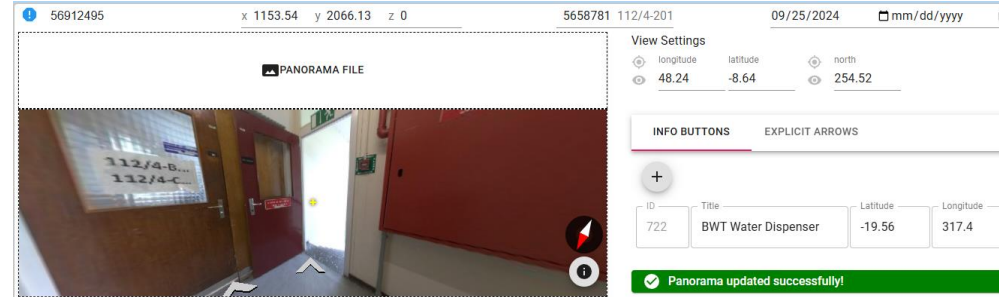 56912495 x 1153.54 y 2066.13 z 0 5658781 112/4-201 09/25/2024 mm/dd/yyyy
View Settings
longitude latitude north
48.24 -8.64 254.52
PANORAMA FILE
INFO BUTTONS EXPLICIT ARROWS
112/4-B...
112/4-C...
+
ID Title Latitude Longitude
722 BWT Water Dispenser -19.56 317.4
Panorama updated successfully!